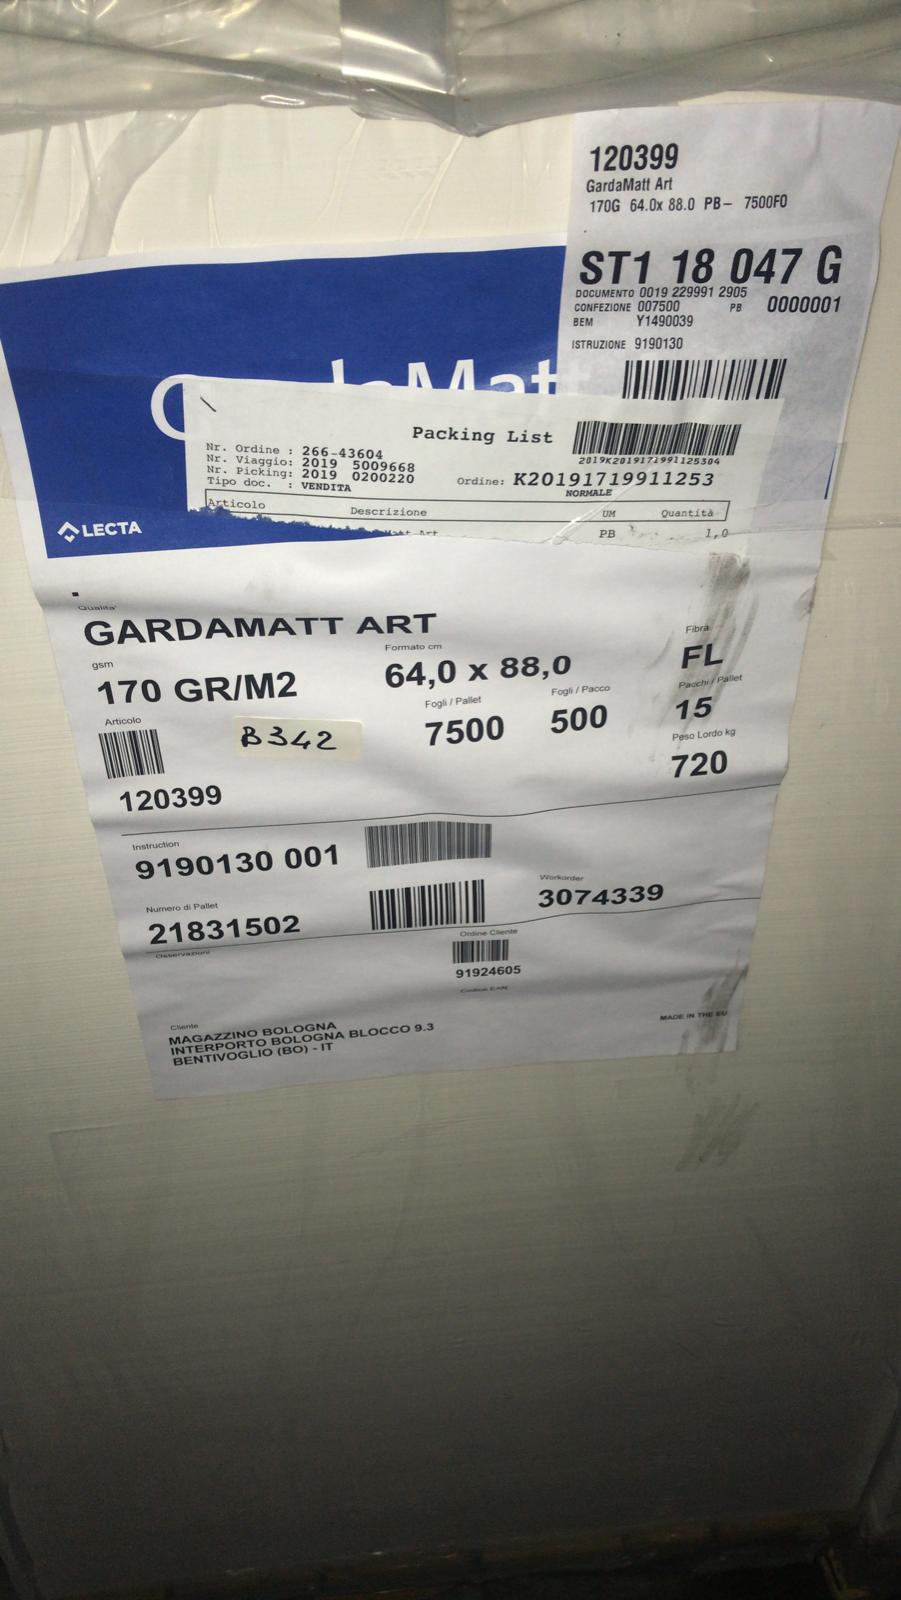 120399
GardaMatt Art
170G 64.0x 88.0 PB- 7500FO
ST1 18 047 G
DOCUMENTO 0019 229991 2905
CONFEZIONE 007500 PB 0000001
BEM Y1490039
ISTRUZIONE 9190130
Packing List
2019K2019171991125304
Nr. Ordine : 266-43604
Nr. Viaggio: 2019 5009668
Nr. Picking: 2019 0200220
Tipo doc. : VENDITA
Ordine: K20191719911253
NORMALE
Articolo Descrizione UM Quantità
Art PB 1,0
LECTA
Qualita'
GARDAMATT ART
gsm
170 GR/M2
Formato cm
64,0 x 88,0
Fibra
FL
Articolo
120399
B342
Fogli / Pallet
7500
Fogli / Pacco
500
Pacchi / Pallet
15
Peso Lordo kg
720
Instruction
9190130 001
Numero di Pallet
21831502
Workorder
3074339
Osservazioni
Ordine Cliente
91924605
Codice EAN
Cliente
MAGAZZINO BOLOGNA
INTERPORTO BOLOGNA BLOCCO 9.3
BENTIVOGLIO (BO) - IT
MADE IN THE EU